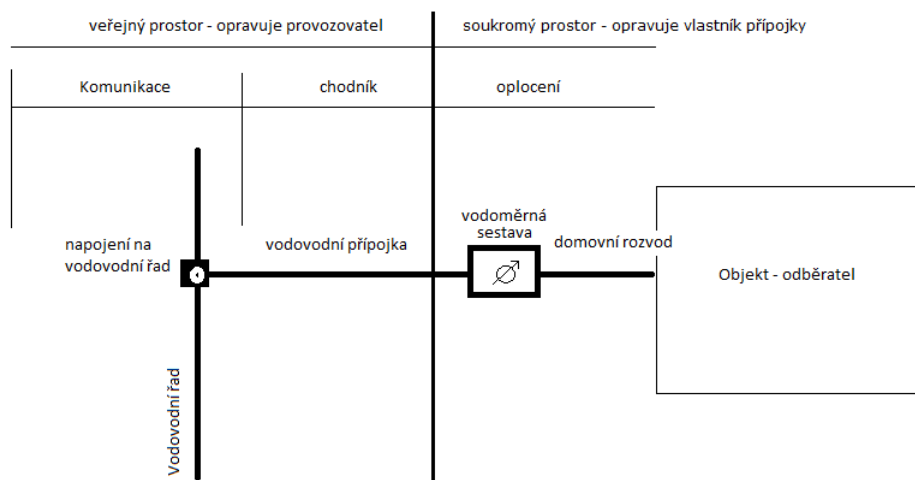 veřejný prostor - opravuje provozovatel
soukromý prostor - opravuje vlastník přípojky
Komunikace
chodník
oplocení
napojení na
vodovodní řad
vodovodní přípojka
vodoměrná
sestava
domovní rozvod
Objekt - odběratel
Vodovodní řad